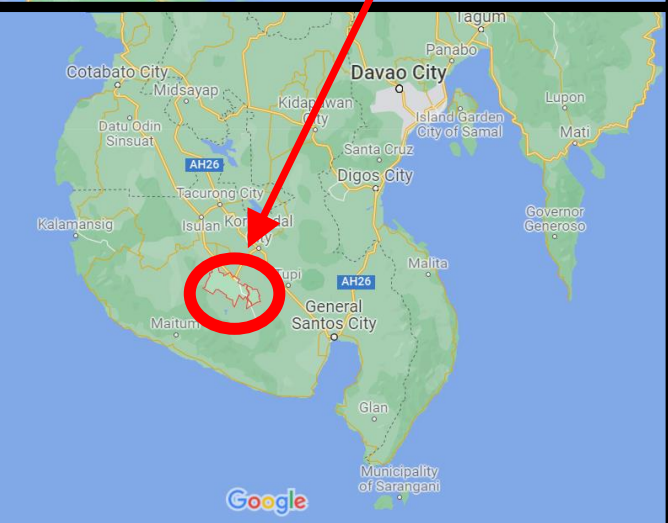 Tagum
Panabo
Cotabato City
Davao City
Midsayap
Kidapawan
City
Lupon
Island Garden
City of Samal
Datu Odin
Sinsuat
Mati
Santa Cruz
AH26
Digos City
Tacurong City
Governor
Generoso
Kalamansig
Isulan
Malita
Tupi
AH26
General
Santos City
Maitum
Glan
Municipality
of Sarangani
Google